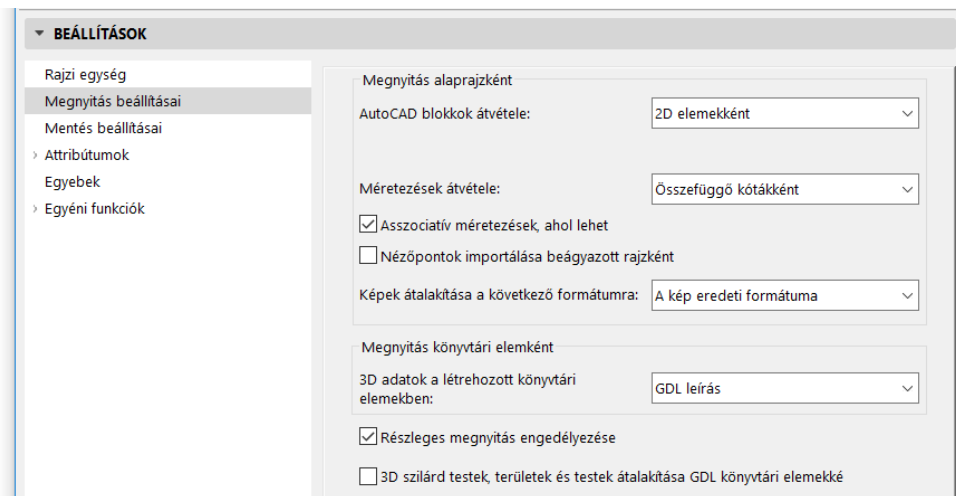 BEÁLLÍTÁSOK
Rajzi egység
Megnyitás beállításai
Mentés beállításai
Attribútumok
Egyebek
Egyéni funkciók
Megnyitás alaprajzként
AutoCAD blokkok átvétele:
2D elemekként
Méretezések átvétele:
Összefüggő kótákként
Asszociatív méretezések, ahol lehet
Nézőpontok importálása beágyazott rajzként
Képek átalakítása a következő formátumra:
A kép eredeti formátuma
Megnyitás könyvtári elemként
3D adatok a létrehozott könyvtári
elemekben:
GDL leírás
Részleges megnyitás engedélyezése
3D szilárd testek, területek és testek átalakítása GDL könyvtári elemekké